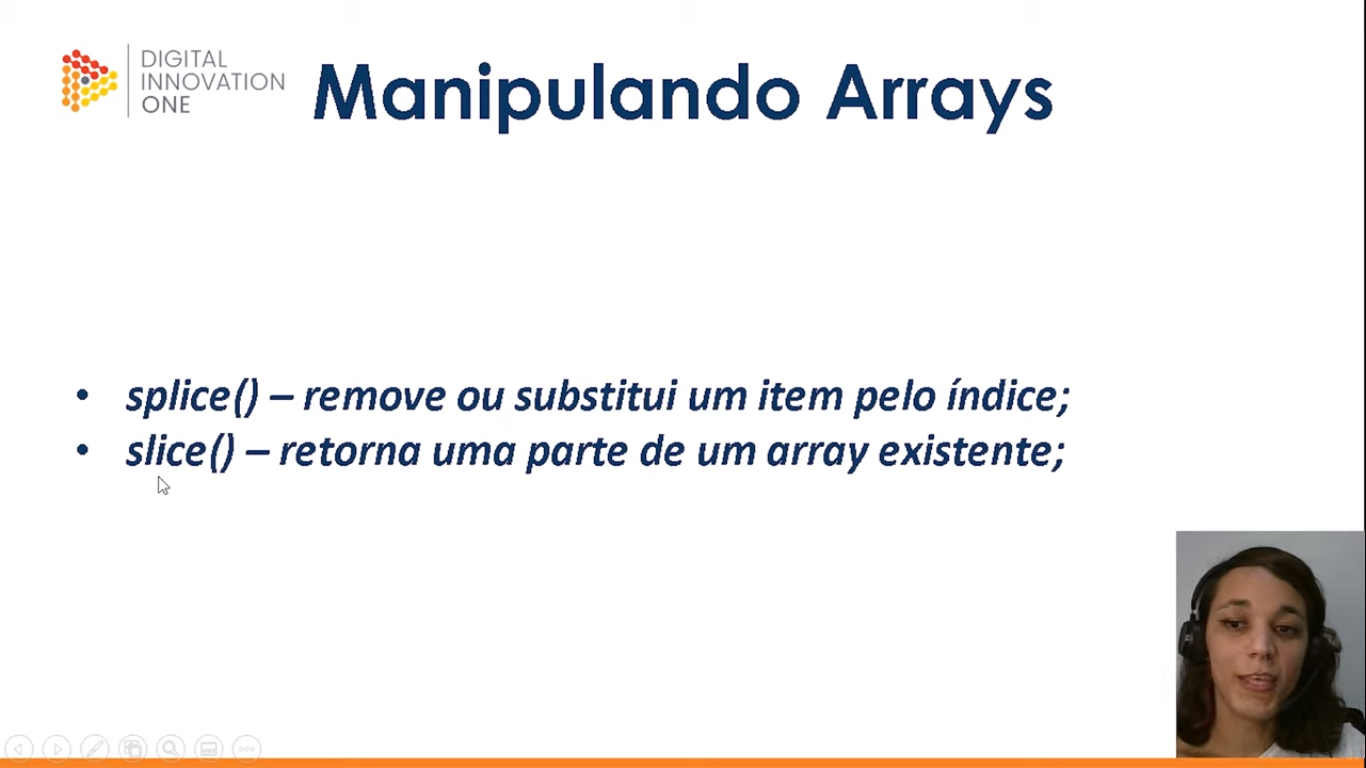 DIGITAL
INNOVATION
ONE
Manipulando Arrays
• splice() – remove ou substitui um item pelo índice;
• slice() – retorna uma parte de um array existente;